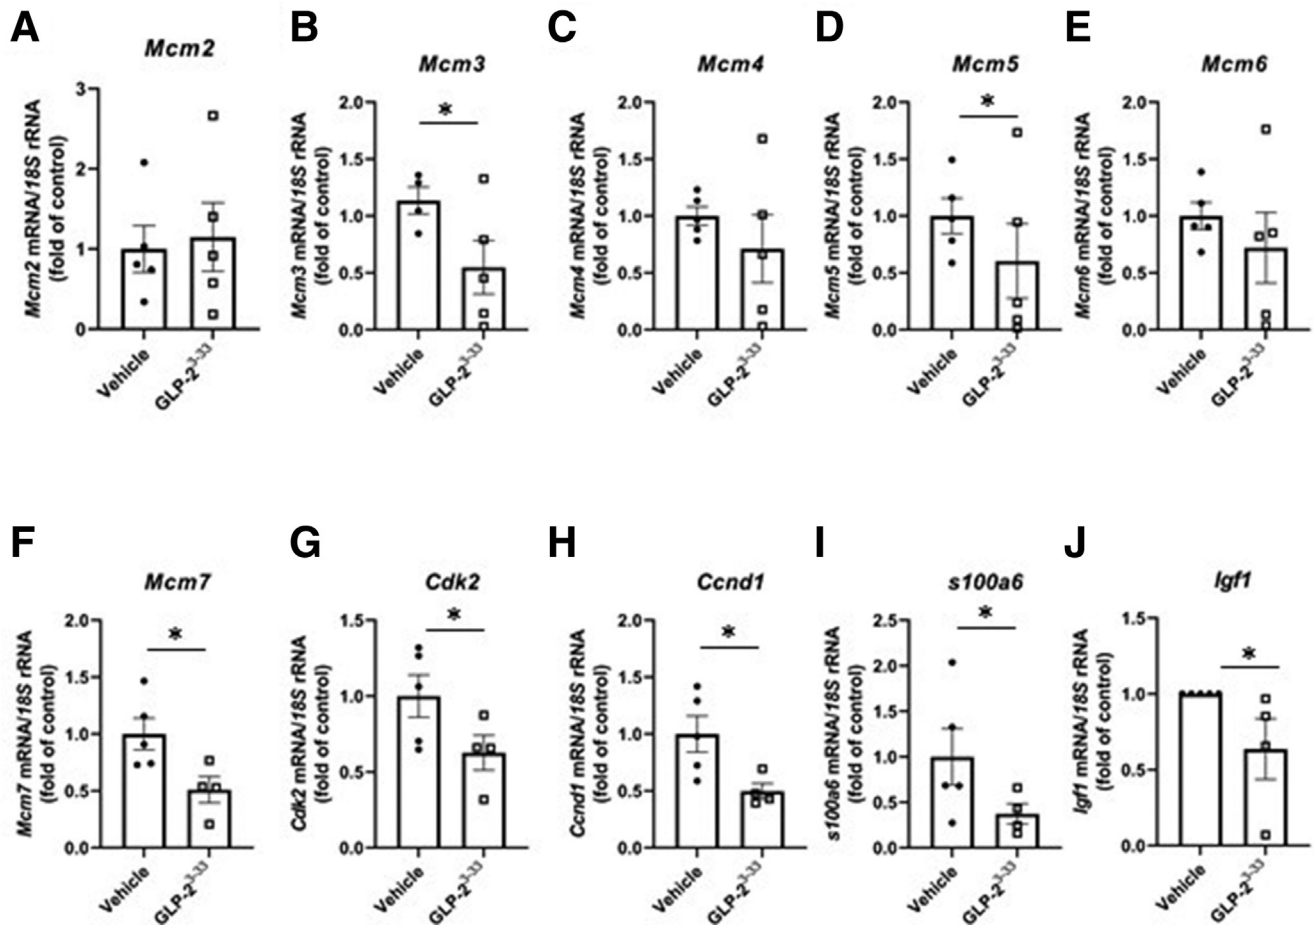 A
Mcm2
Mcm2 mRNA/18S rRNA
(fold of control)
3
2
1
0
Vehicle
GLP-2³⁻³³
B
Mcm3
*
Mcm3 mRNA/18S rRNA
(fold of control)
2.0
1.5
1.0
0.5
0.0
Vehicle
GLP-2³⁻³³
C
Mcm4
Mcm4 mRNA/18S rRNA
(fold of control)
2.0
1.5
1.0
0.5
0.0
Vehicle
GLP-2³⁻³³
D
Mcm5
*
Mcm5 mRNA/18S rRNA
(fold of control)
2.0
1.5
1.0
0.5
0.0
Vehicle
GLP-2³⁻³³
E
Mcm6
Mcm6 mRNA/18S rRNA
(fold of control)
2.0
1.5
1.0
0.5
0.0
Vehicle
GLP-2³⁻³³
F
Mcm7
*
Mcm7 mRNA/18S rRNA
(fold of control)
2.0
1.5
1.0
0.5
0.0
Vehicle
GLP-2³⁻³³
G
Cdk2
*
Cdk2 mRNA/18S rRNA
(fold of control)
1.5
1.0
0.5
0.0
Vehicle
GLP-2³⁻³³
H
Ccnd1
*
Ccnd1 mRNA/18S rRNA
(fold of control)
2.0
1.5
1.0
0.5
0.0
Vehicle
GLP-2³⁻³³
I
s100a6
*
s100a6 mRNA/18S rRNA
(fold of control)
2.5
2.0
1.5
1.0
0.5
0.0
Vehicle
GLP-2³⁻³³
J
Igf1
*
Igf1 mRNA/18S rRNA
(fold of control)
1.5
1.0
0.5
0.0
Vehicle
GLP-2³⁻³³